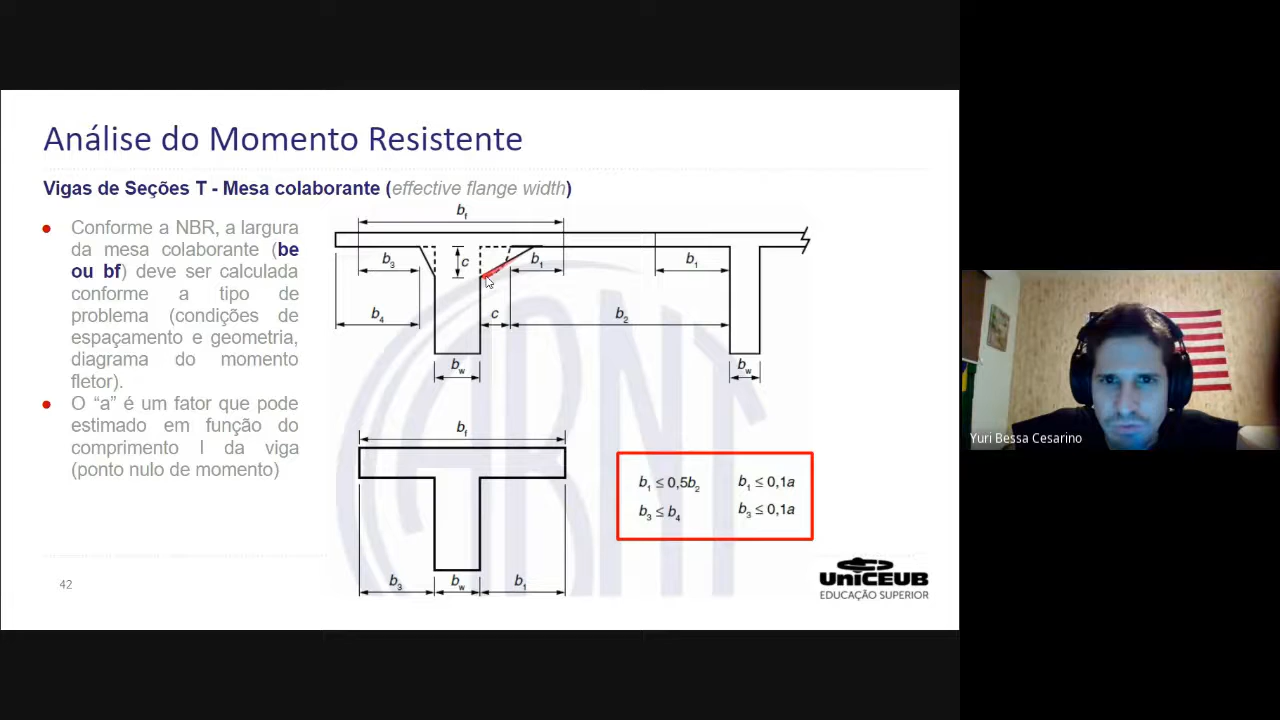 Análise do Momento Resistente
Vigas de Seções T - Mesa colaborante (effective flange width)
Conforme a NBR, a largura
da mesa colaborante (be
ou bf) deve ser calculada
conforme a tipo de
problema (condições de
espaçamento e geometria,
diagrama do momento
fletor).
O “a” é um fator que pode
estimado em função do
comprimento l da viga
(ponto nulo de momento)
bf
b3
c
b1
b1
b4
c
b2
bw
bw
bf
b3
bw
b1
b1 ≤ 0,5b2
b1 ≤ 0,1a
b3 ≤ b4
b3 ≤ 0,1a
ABNT
42
UniCEUB
EDUCAÇÃO SUPERIOR
Yuri Bessa Cesarino